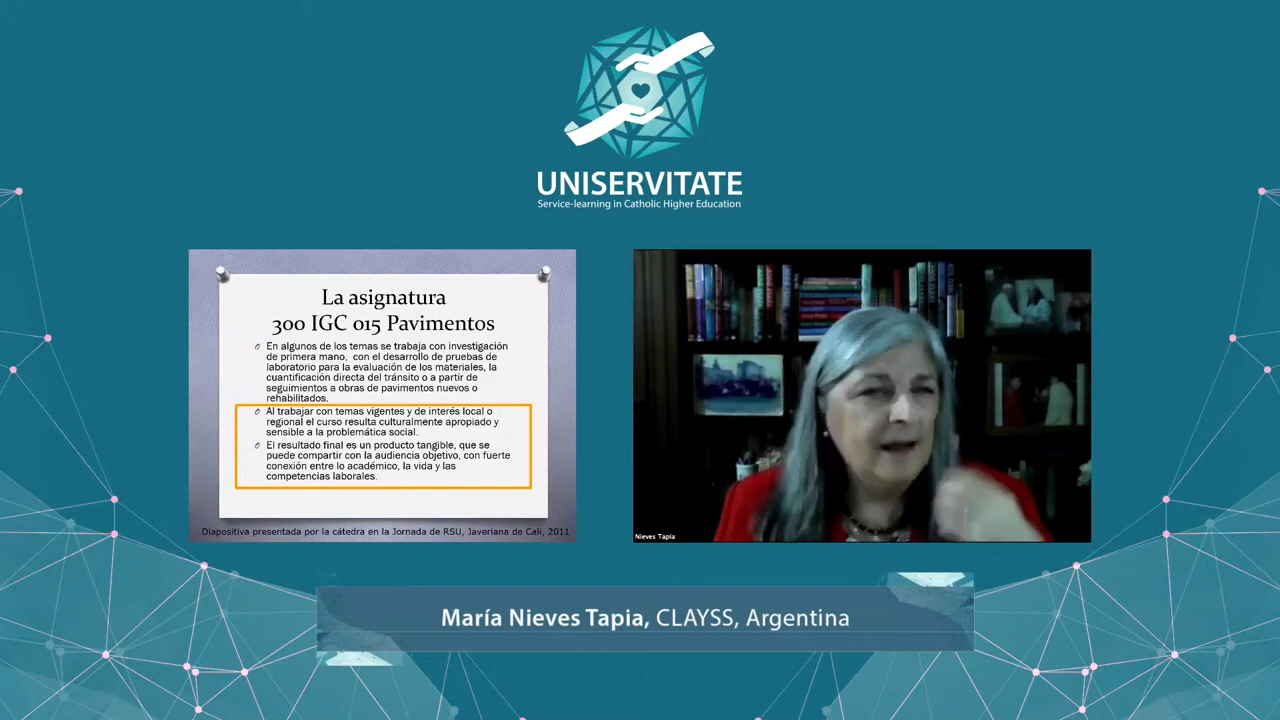 UNISERVITATE
Service-learning in Catholic Higher Education
La asignatura
300 IGC 015 Pavimentos
En algunos de los temas se trabaja con investigación
de primera mano, con el desarrollo de pruebas de
laboratorio para la evaluación de los materiales, la
cuantificación directa del tránsito o a partir de
seguimientos a obras de pavimentos nuevos o
rehabilitados.
Al trabajar con temas vigentes y de interés local o
regional el curso resulta culturalmente apropiado y
sensible a la problemática social.
El resultado final es un producto tangible, que se
puede compartir con la audiencia objetivo, con fuerte
conexión entre lo académico, la vida y las
competencias laborales.
Diapositiva presentada por la cátedra en la Jornada de RSU, Javeriana de Cali, 2011
Nieves Tapia
María Nieves Tapia, CLAYSS, Argentina